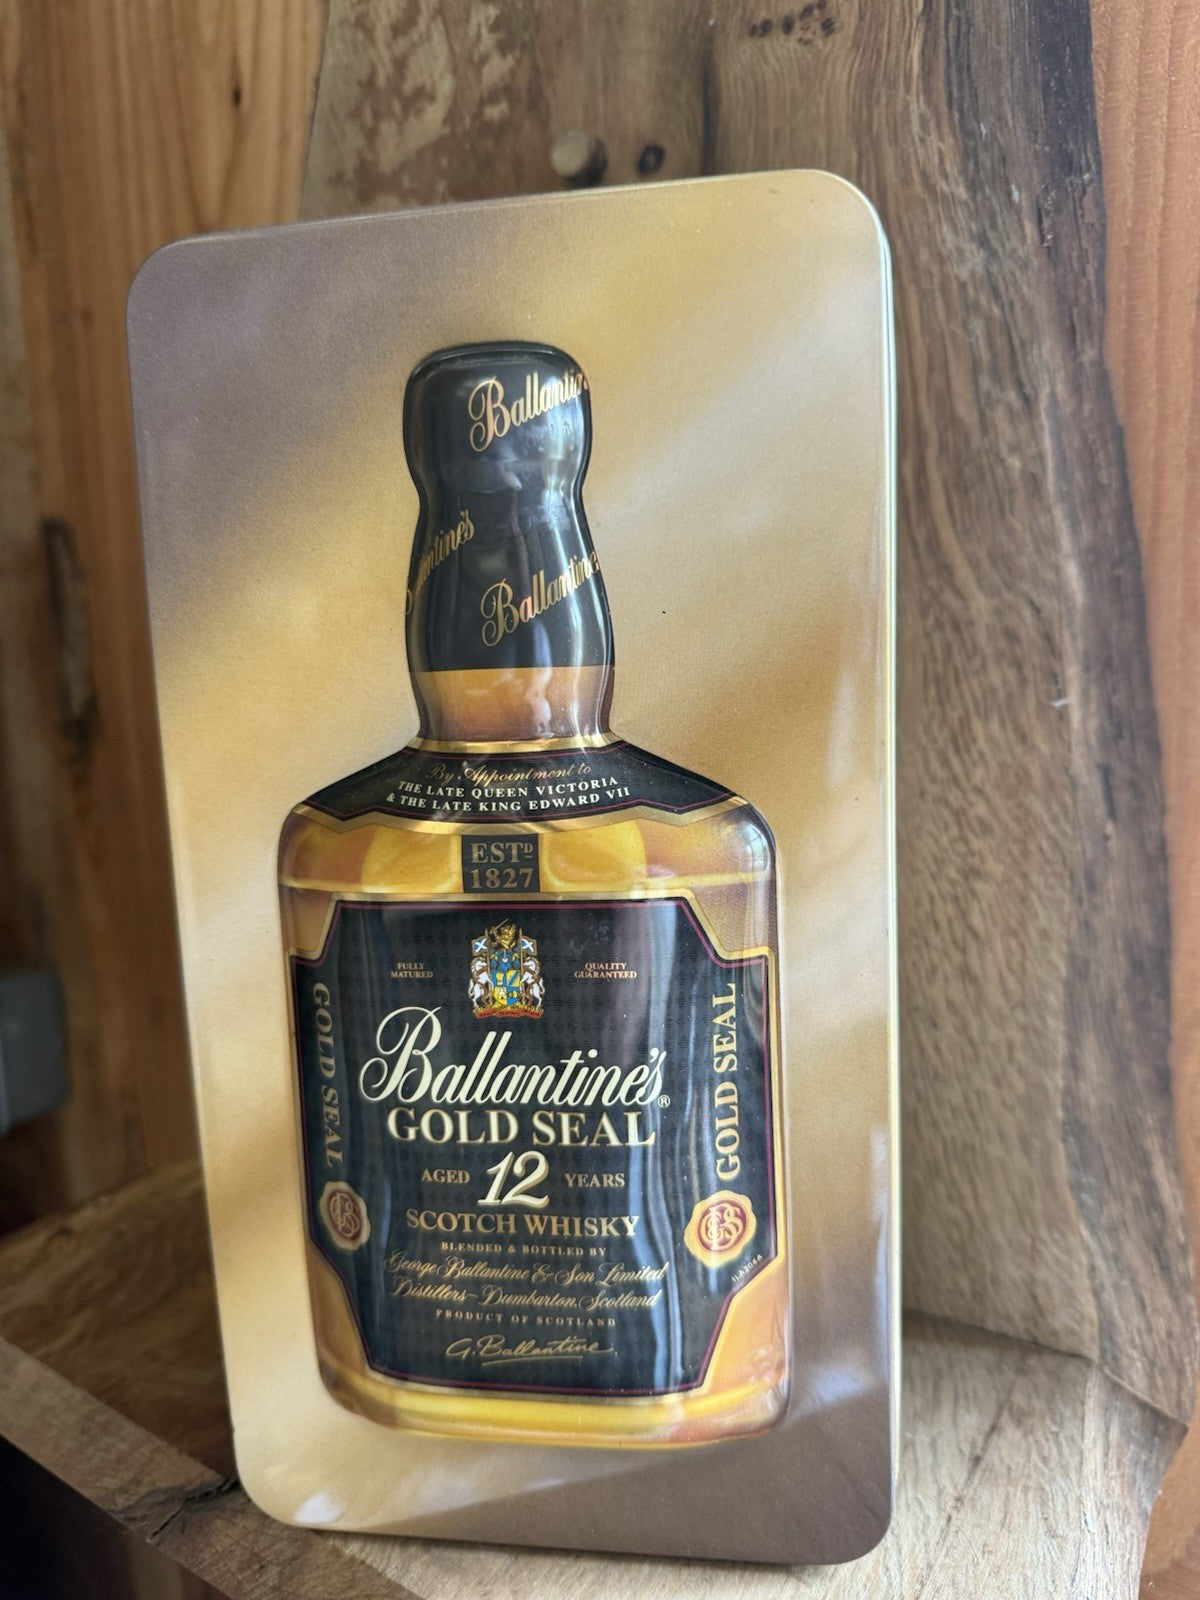 Ballantine's
Ballantine's
Ballantine's
By Appointment to
THE LATE QUEEN VICTORIA
& THE LATE KING EDWARD VII
ESTD
1827
FULLY
MATURED
QUALITY
GUARANTEED
GOLD SEAL
GOLD SEAL
Ballantine's®
GOLD SEAL
AGED 12 YEARS
SCOTCH WHISKY
BLENDED & BOTTLED BY
George Ballantine & Son Limited
Distillers-Dumbarton, Scotland
PRODUCT OF SCOTLAND
G. Ballantine